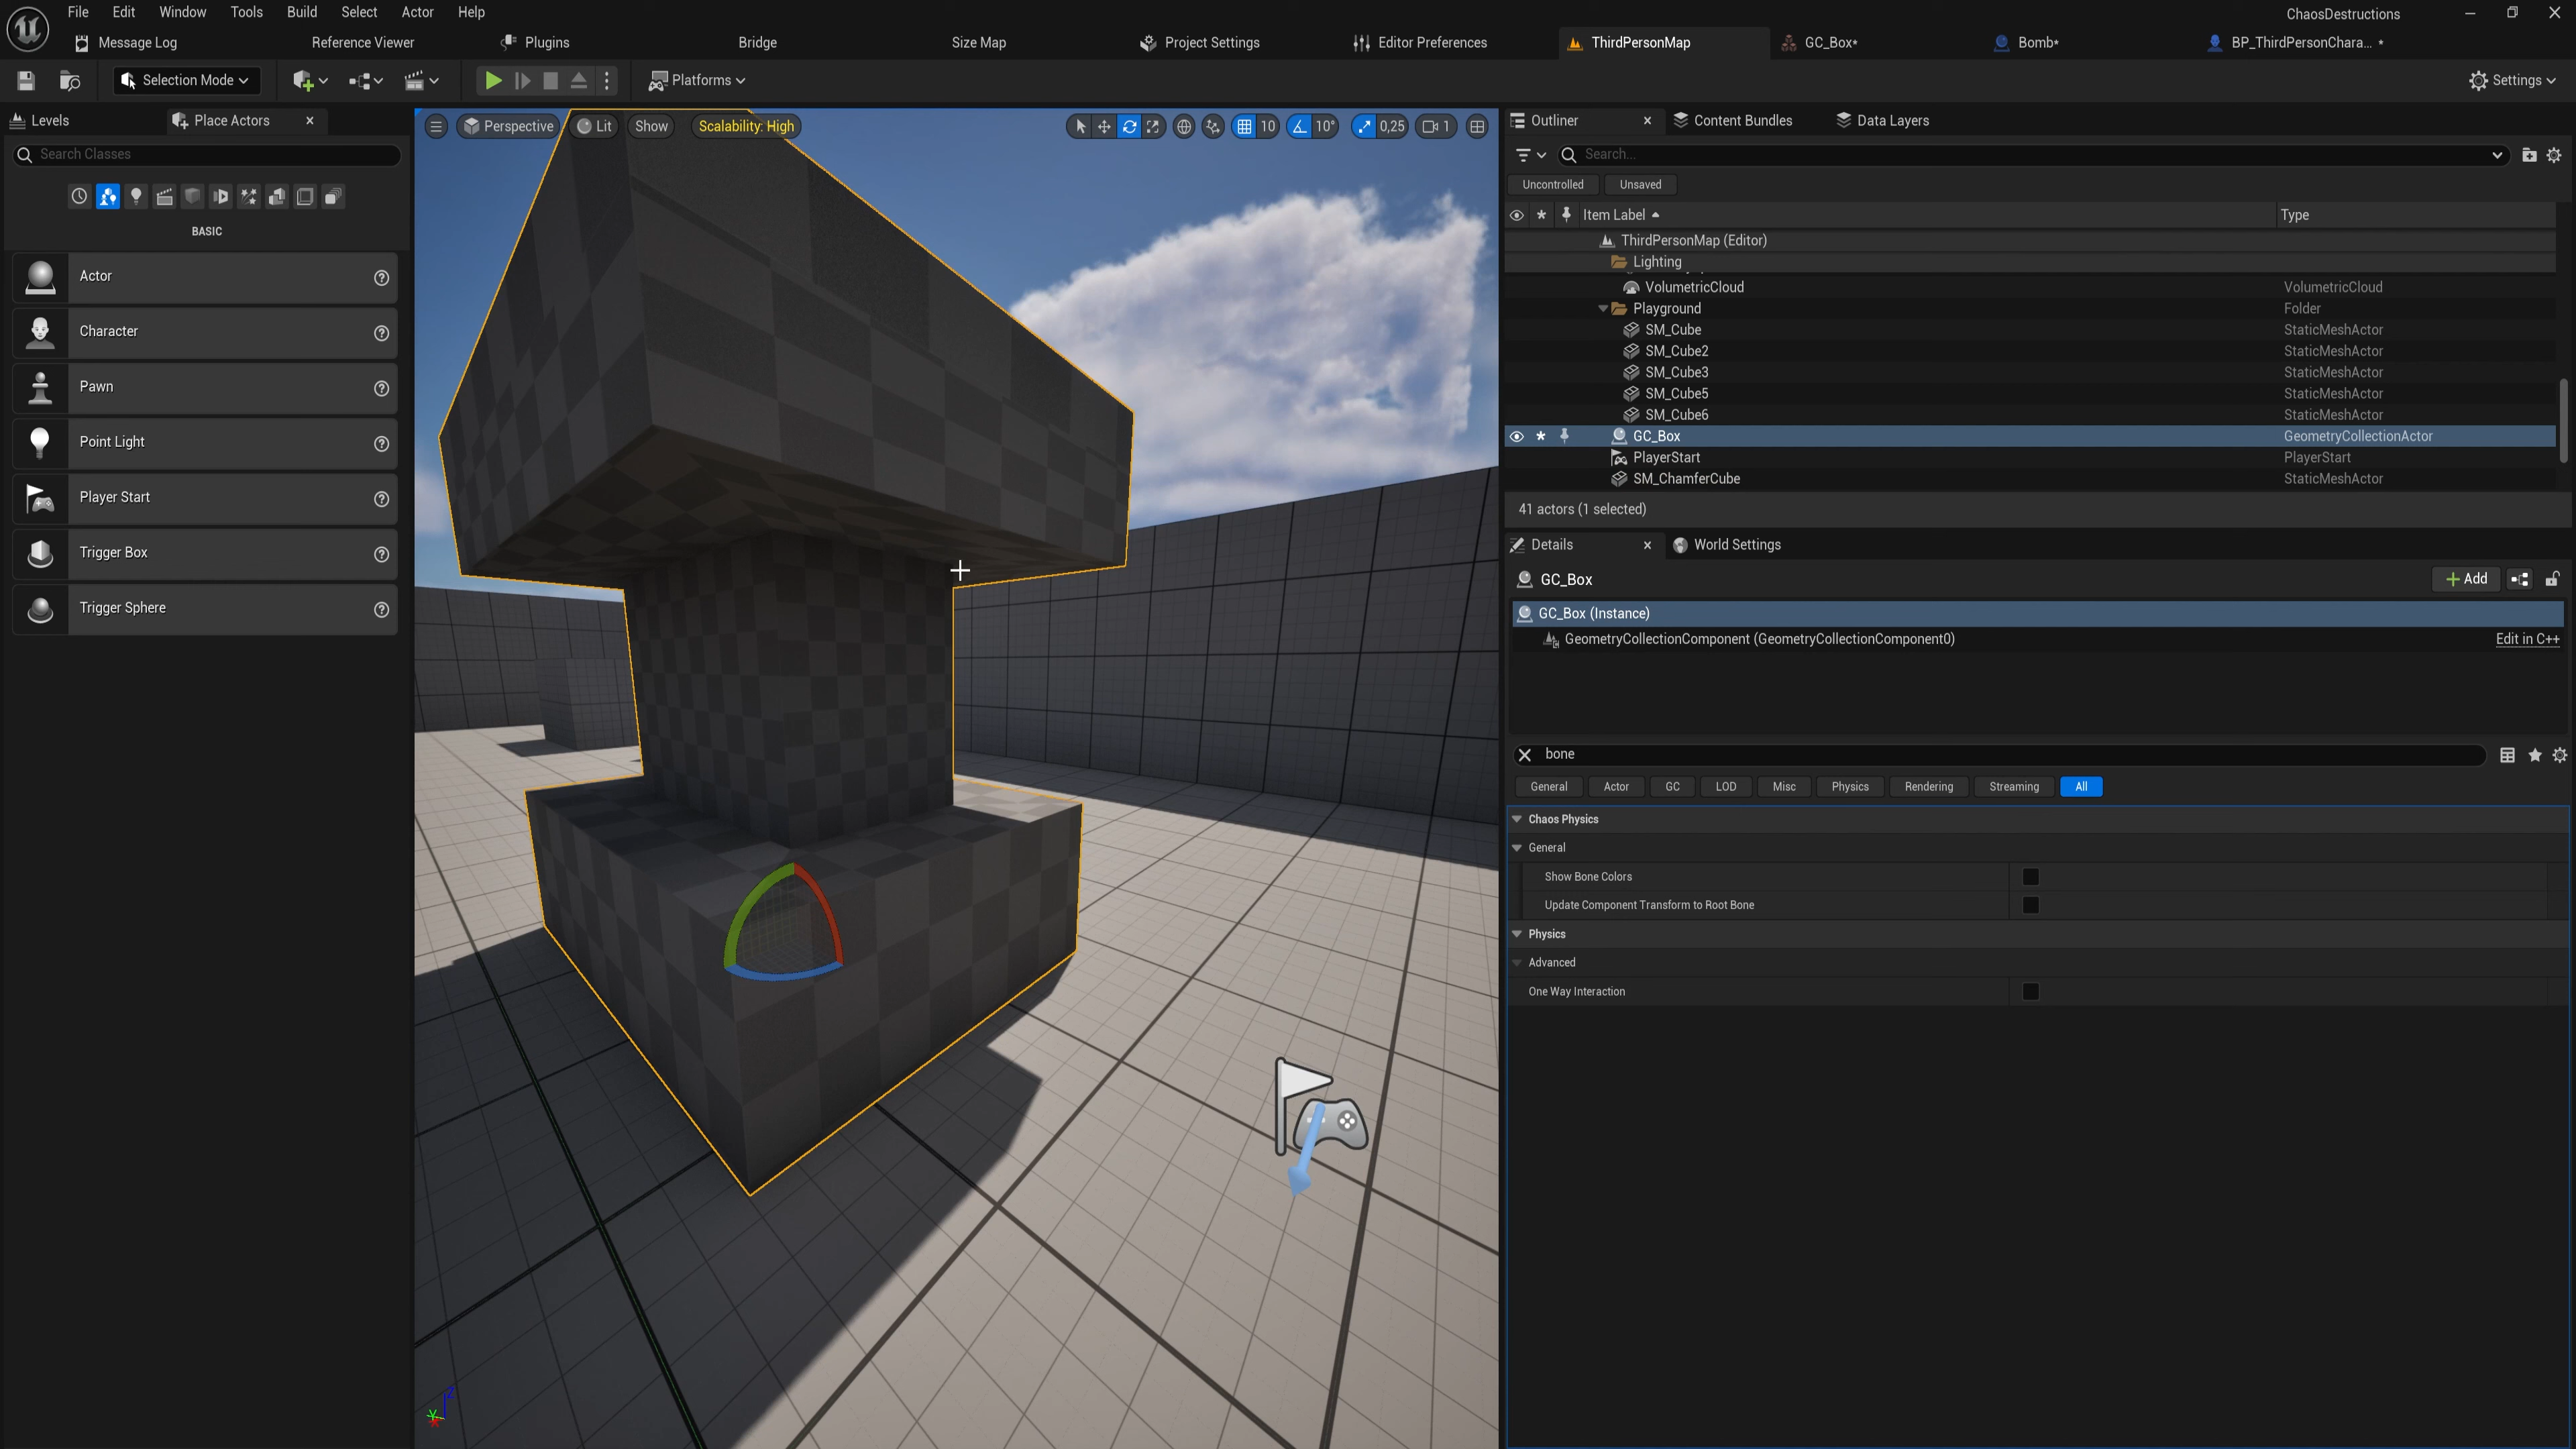 File Edit Window Tools Build Select Actor Help
ChaosDestructions
Message Log Reference Viewer Plugins Bridge Size Map Project Settings Editor Preferences ThirdPersonMap GC_Box* Bomb* BP_ThirdPersonChara... *
Selection Mode Platforms Settings
Levels Place Actors
Search Classes
BASIC
Actor
Character
Pawn
Point Light
Player Start
Trigger Box
Trigger Sphere
Perspective Lit Show Scalability: High 10 10° 0,25 1
Z
Y
Outliner Content Bundles Data Layers
Search...
Uncontrolled Unsaved
Item Label Type
ThirdPersonMap (Editor)
Lighting
VolumetricCloud VolumetricCloud
Playground Folder
SM_Cube StaticMeshActor
SM_Cube2 StaticMeshActor
SM_Cube3 StaticMeshActor
SM_Cube5 StaticMeshActor
SM_Cube6 StaticMeshActor
GC_Box GeometryCollectionActor
PlayerStart PlayerStart
SM_ChamferCube StaticMeshActor
41 actors (1 selected)
Details World Settings
GC_Box Add
GC_Box (Instance)
GeometryCollectionComponent (GeometryCollectionComponent0) Edit in C++
bone
General Actor GC LOD Misc Physics Rendering Streaming All
Chaos Physics
General
Show Bone Colors
Update Component Transform to Root Bone
Physics
Advanced
One Way Interaction